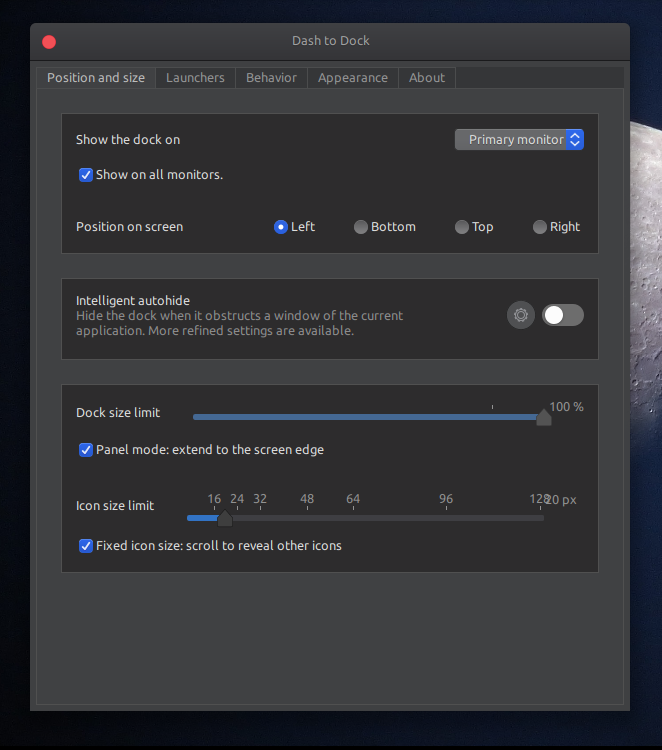 Dash to Dock
Position and size Launchers Behavior Appearance About
Show the dock on Primary monitor
Show on all monitors.
Position on screen Left Bottom Top Right
Intelligent autohide
Hide the dock when it obstructs a window of the current
application. More refined settings are available.
Dock size limit 100 %
Panel mode: extend to the screen edge
Icon size limit 16 24 32 48 64 96 128 20 px
Fixed icon size: scroll to reveal other icons